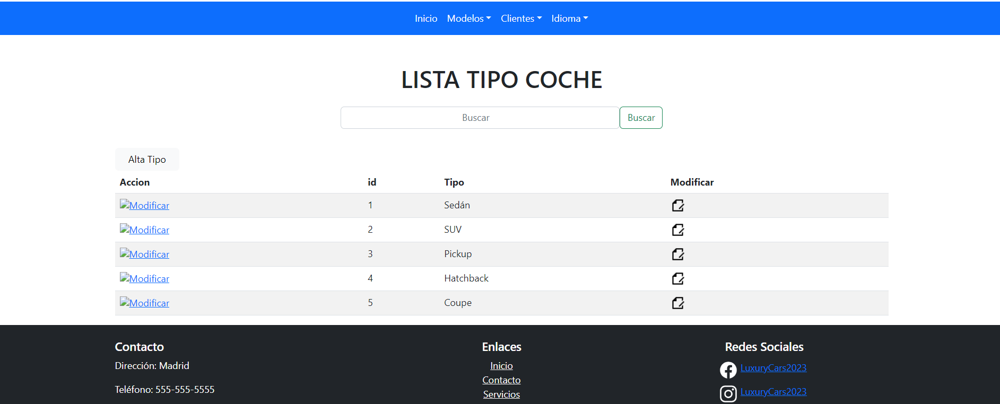 Inicio Modelos Clientes Idioma
LISTA TIPO COCHE
Buscar Buscar
Alta Tipo
Accion id Tipo Modificar
Modificar 1 Sedán
Modificar 2 SUV
Modificar 3 Pickup
Modificar 4 Hatchback
Modificar 5 Coupe
Contacto Enlaces Redes Sociales
Dirección: Madrid Inicio LuxuryCars2023
Contacto
Teléfono: 555-555-5555 Servicios LuxuryCars2023